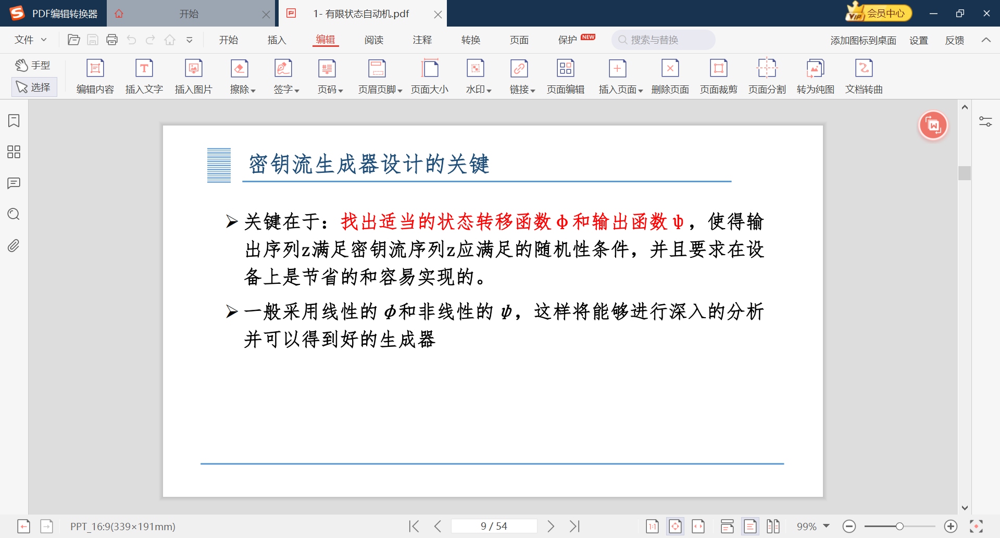 PDF编辑转换器
开始
1- 有限状态自动机.pdf
VIP 会员中心
文件
开始 插入 编辑 阅读 注释 转换 页面 保护 NEW
搜索与替换
添加图标到桌面 设置 反馈
手型
选择
编辑内容 插入文字 插入图片 擦除 签字 页码 页眉页脚 页面大小 水印 链接 页面编辑 插入页面 删除页面 页面裁剪 页面分割 转为纯图 文档转曲
密钥流生成器设计的关键
➢ 关键在于：找出适当的状态转移函数φ和输出函数ψ，使得输
出序列z满足密钥流序列z应满足的随机性条件，并且要求在设
备上是节省的和容易实现的。
➢ 一般采用线性的 ϕ和非线性的 ψ，这样将能够进行深入的分析
并可以得到好的生成器
PPT_16:9(339×191mm)
9 / 54
1:1
99%